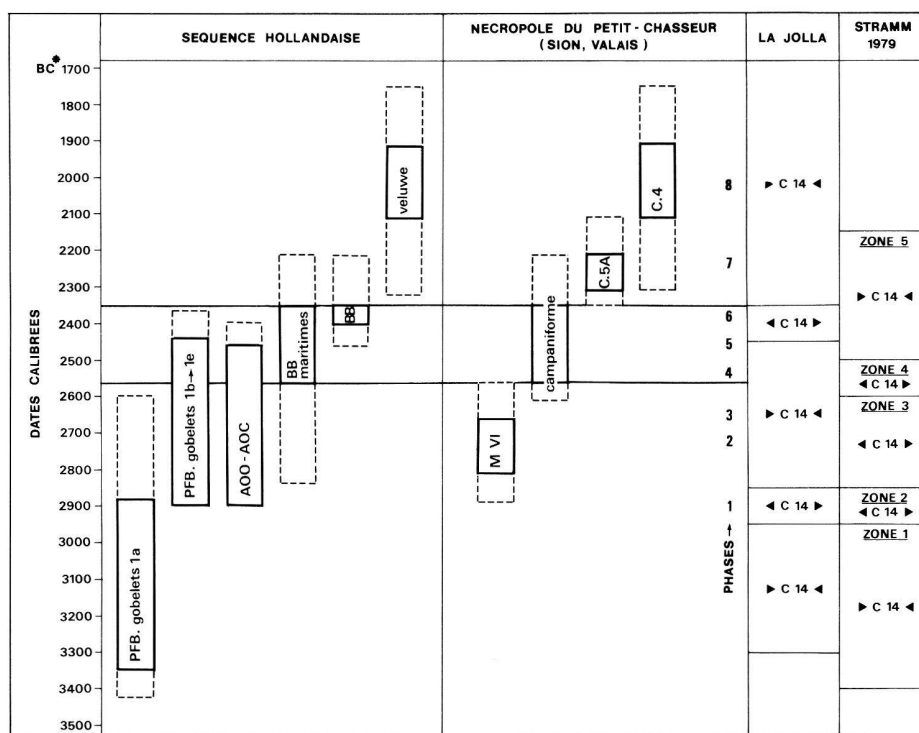 SEQUENCE HOLLANDAISE
NECROPOLE DU PETIT-CHASSEUR
(SION, VALAIS)
LA JOLLA
STRAMM
1979
DATES CALIBREES
BC*
1700
1800
1900
2000
2100
2200
2300
2400
2500
2600
2700
2800
2900
3000
3100
3200
3300
3400
3500
PFB. gobelets 1a
PFB. gobelets 1b→1e
AOO-AOC
BB
maritimes
BB
veluwe
M VI
campaniforme
C.5A
C.4
8
7
6
5
4
3
2
1
PHASES →
► C 14 ◄
◄ C 14 ►
► C 14 ◄
◄ C 14 ►
► C 14 ◄
ZONE 5
► C 14 ◄
ZONE 4
◄ C 14 ►
ZONE 3
◄ C 14 ►
ZONE 2
◄ C 14 ►
ZONE 1
► C 14 ◄